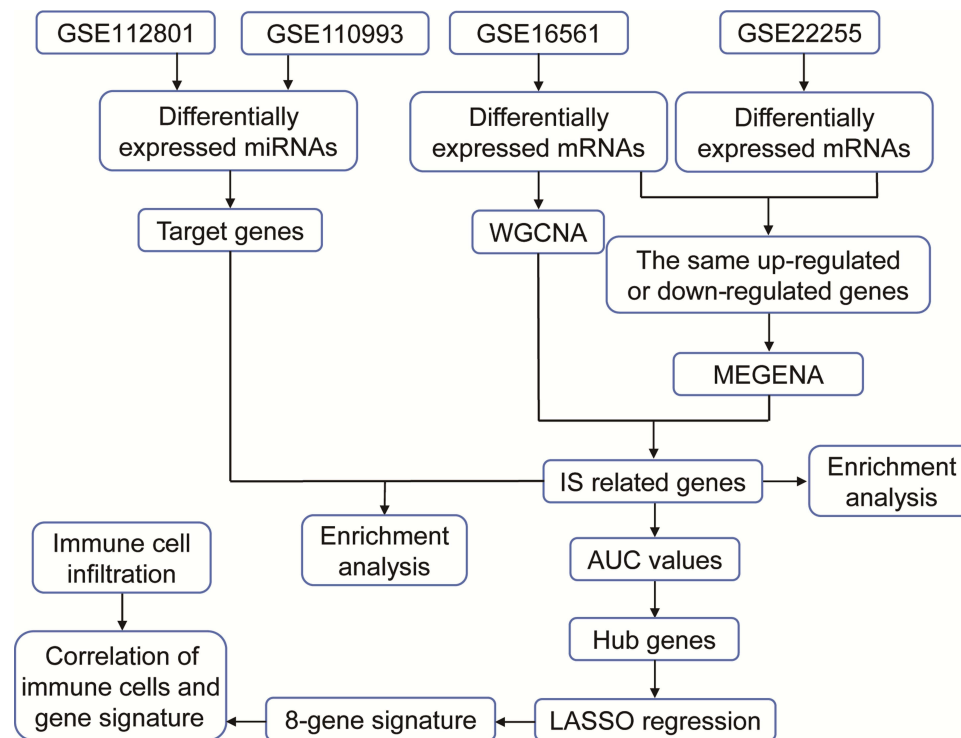 GSE112801
GSE110993
GSE16561
GSE22255
Differentially
expressed miRNAs
Differentially
expressed mRNAs
Differentially
expressed mRNAs
Target genes
WGCNA
The same up-regulated
or down-regulated genes
MEGENA
IS related genes
Enrichment
analysis
Enrichment
analysis
Immune cell
infiltration
AUC values
Hub genes
Correlation of
immune cells and
gene signature
8-gene signature
LASSO regression